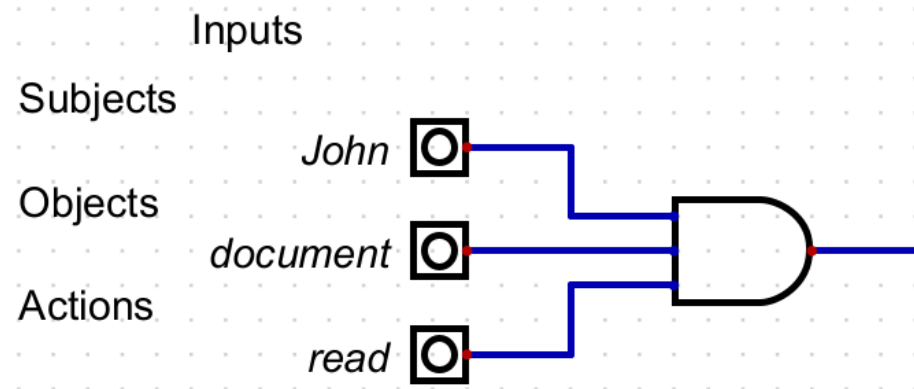 Inputs
Subjects
John
Objects
document
Actions
read